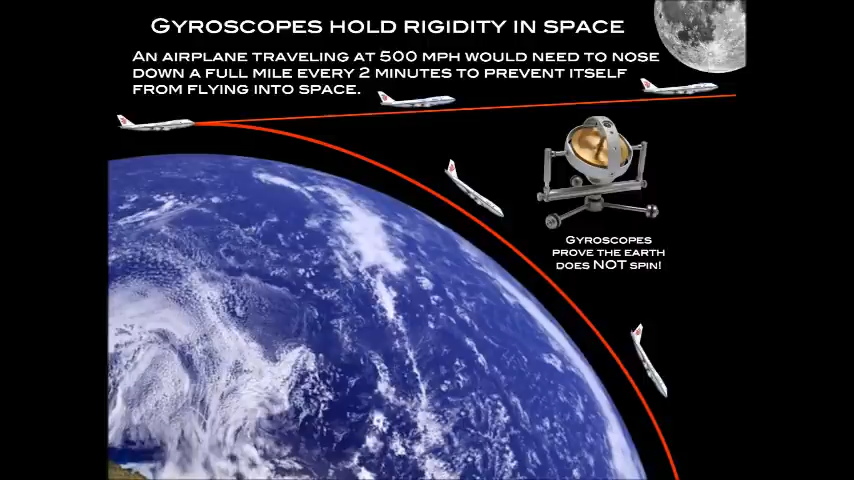 Gyroscopes hold rigidity in space
An airplane traveling at 500 mph would need to nose
down a full mile every 2 minutes to prevent itself
from flying into space.
Gyroscopes
prove the earth
does NOT spin!